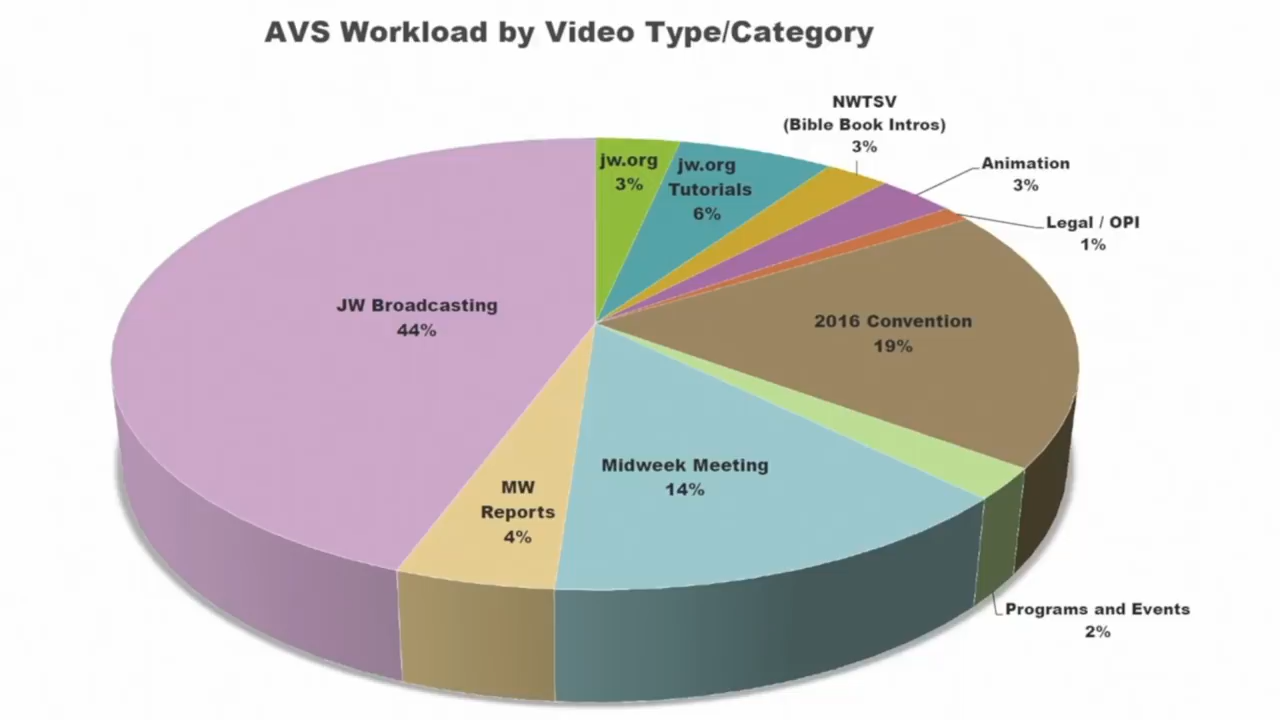 AVS Workload by Video Type/Category
NWTSV
(Bible Book Intros)
3%
jw.org
3%
jw.org
Tutorials
6%
Animation
3%
Legal / OPI
1%
JW Broadcasting
44%
2016 Convention
19%
Midweek Meeting
14%
MW
Reports
4%
Programs and Events
2%